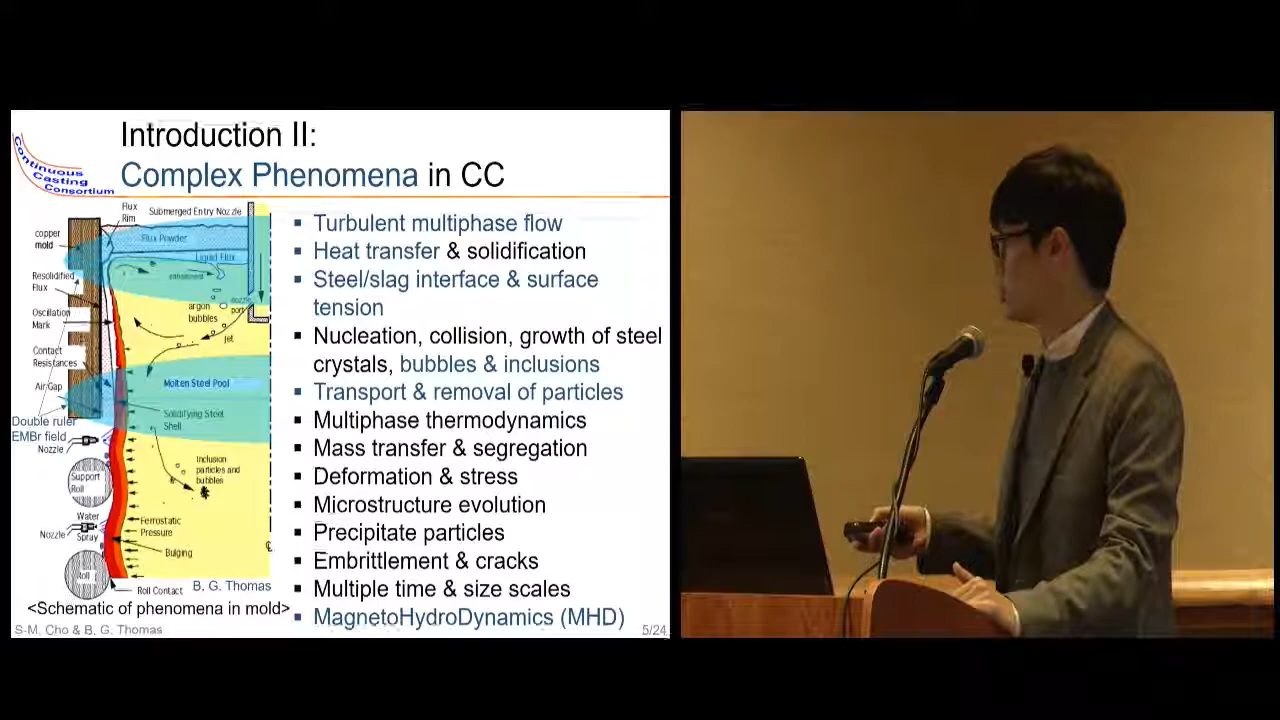 Introduction II:
Complex Phenomena in CC
Continuous
Casting
Consortium
Flux
Rim
Submerged Entry Nozzle
copper
mold
Flux Powder
Liquid Flux
entrainment
Resolidified
Flux
argon
bubbles
nozzle
port
Oscillation
Mark
jet
Contact
Resistances
Air Gap
Molten Steel Pool
Solidifying Steel
Shell
Double ruler
EMBr field
Nozzle
Inclusion
particles and
bubbles
Support
Roll
Water
Spray
Nozzle
Ferrostatic
Pressure
Bulging
Roll
Roll Contact
B. G. Thomas
<Schematic of phenomena in mold>
▪ Turbulent multiphase flow
▪ Heat transfer & solidification
▪ Steel/slag interface & surface
tension
▪ Nucleation, collision, growth of steel
crystals, bubbles & inclusions
▪ Transport & removal of particles
▪ Multiphase thermodynamics
▪ Mass transfer & segregation
▪ Deformation & stress
▪ Microstructure evolution
▪ Precipitate particles
▪ Embrittlement & cracks
▪ Multiple time & size scales
▪ MagnetoHydroDynamics (MHD)
S-M. Cho & B. G. Thomas
5/24